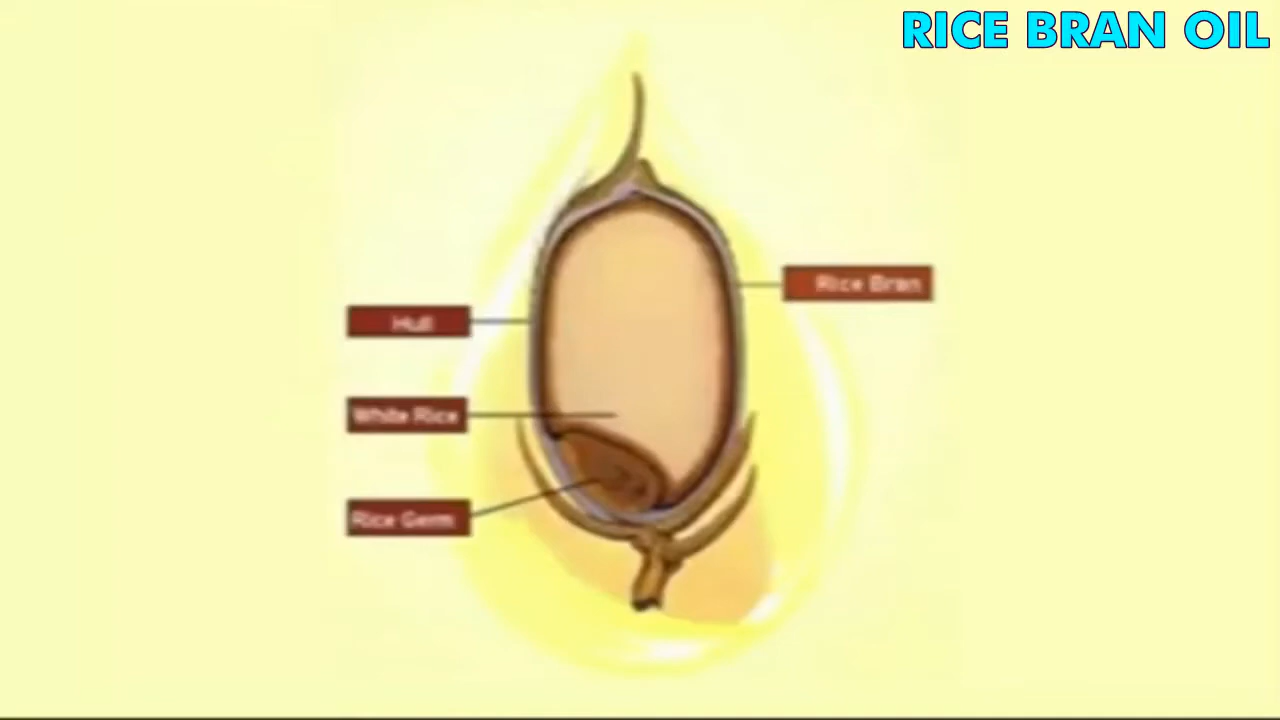 RICE BRAN OIL
Rice Bran
Hull
White Rice
Rice Germ